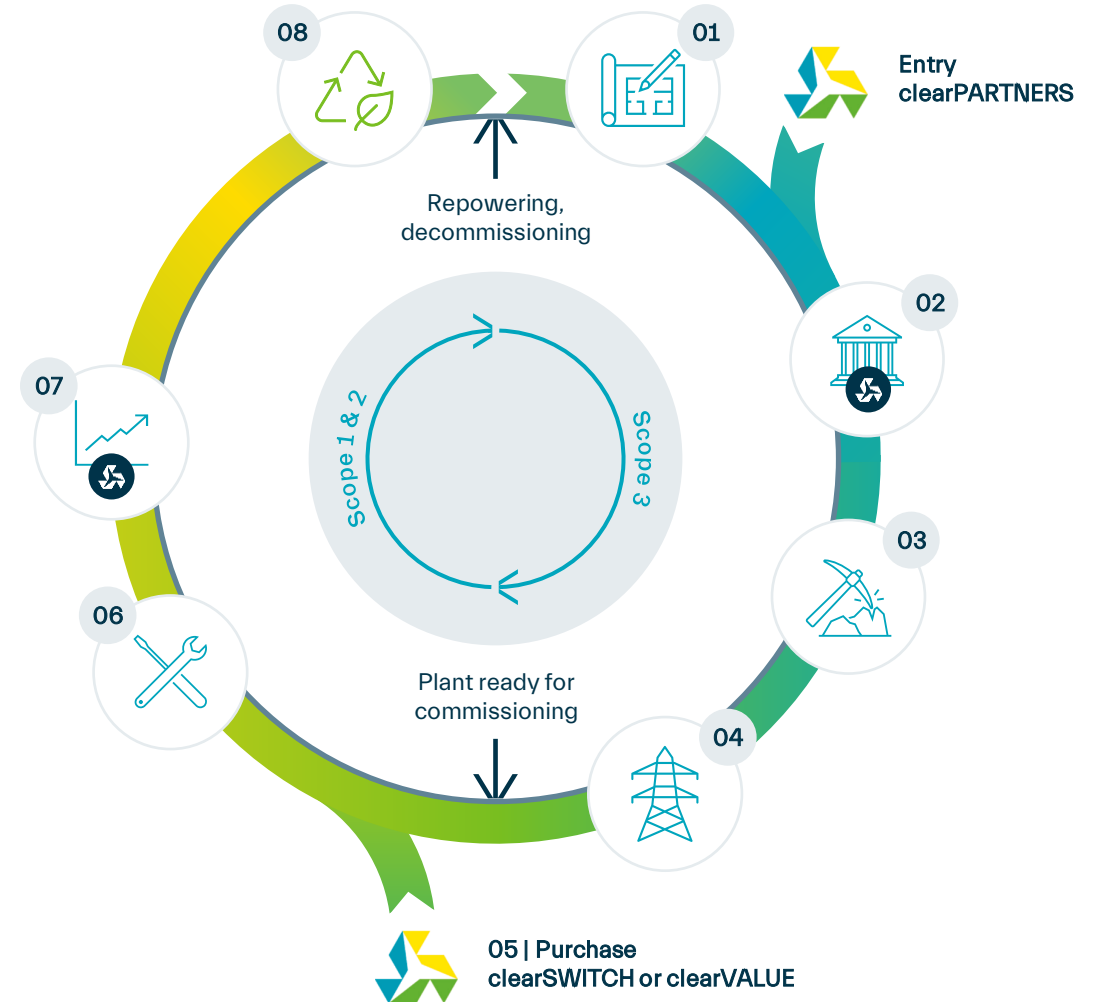 08
01
Entry
clearPARTNERS
Repowering,
decommissioning
02
07
Scope 1 & 2
Scope 3
03
06
Plant ready for
commissioning
04
05 | Purchase
clearSWITCH or clearVALUE